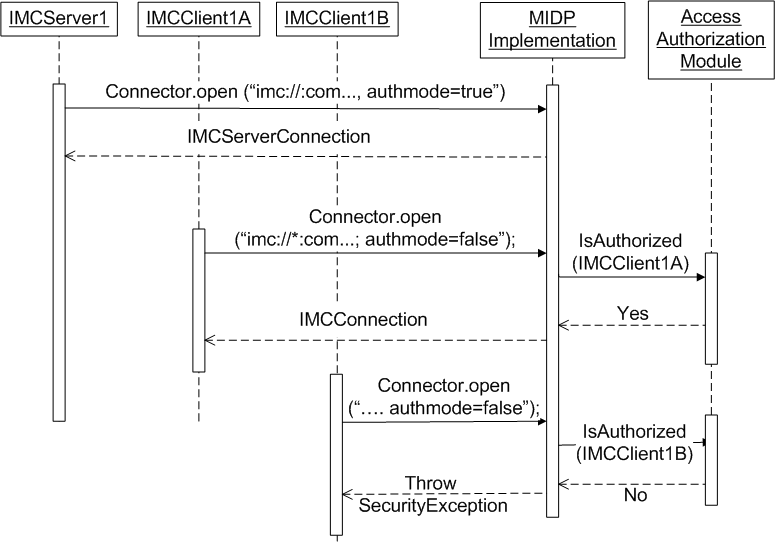 IMCServer1
IMCClient1A
IMCClient1B
MIDP
Implementation
Access
Authorization
Module
Connector.open (“imc://:com..., authmode=true”)
IMCServerConnection
Connector.open
(“imc://*:com...; authmode=false”);
IsAuthorized
(IMCClient1A)
Yes
IMCConnection
Connector.open
(“.... authmode=false”);
IsAuthorized
(IMCClient1B)
No
Throw
SecurityException